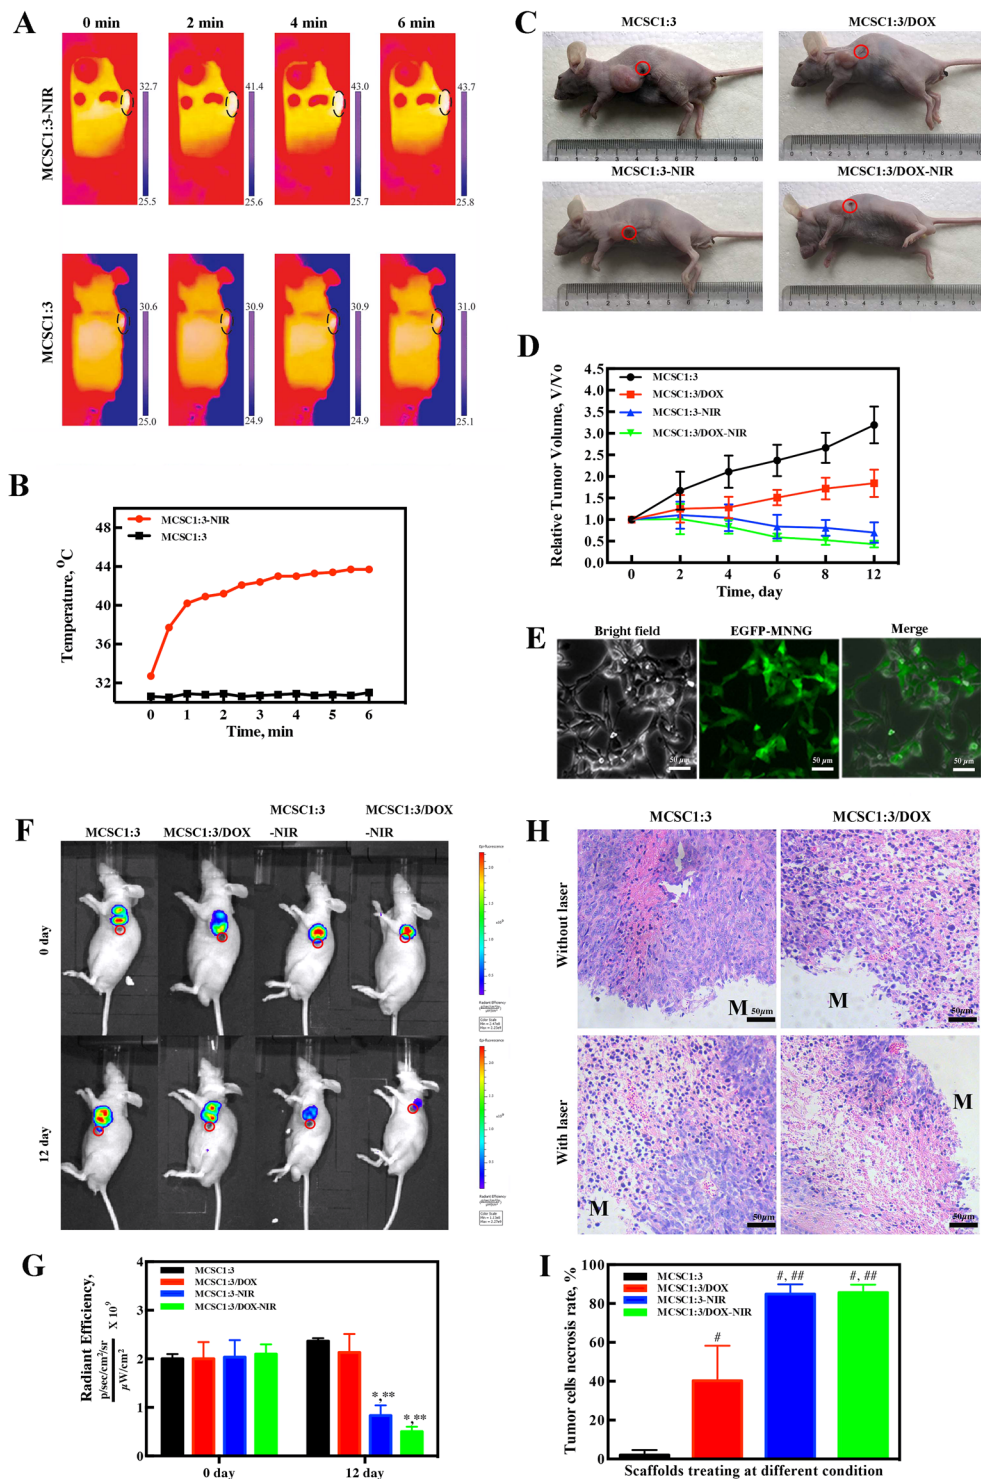 A
0 min
2 min
4 min
6 min
MCSC1:3-NIR
32.7
25.5
41.4
25.6
44.0
25.7
43.7
25.8
MCSC1:3
30.6
25.0
30.9
24.9
30.9
24.9
31.0
25.1
B
MCSC1:3-NIR
MCSC1:3
Temperature, °C
48
44
40
36
32
0 1 2 3 4 5 6
Time, min
C
MCSC1:3
MCSC1:3/DOX
MCSC1:3-NIR
MCSC1:3/DOX-NIR
D
MCSC1:3
MCSC1:3/DOX
MCSC1:3-NIR
MCSC1:3/DOX-NIR
Relative Tumor Volume, V/Vo
4.5
4.0
3.5
3.0
2.5
2.0
1.5
1.0
0.5
0.0
0 2 4 6 8 12
Time, day
E
Bright field
EGFP-MNNG
Merge
50 μm
50 μm
50 μm
F
MCSC1:3
MCSC1:3/DOX
MCSC1:3
-NIR
MCSC1:3/DOX
-NIR
0 day
12 day
G
MCSC1:3
MCSC1:3/DOX
MCSC1:3-NIR
MCSC1:3/DOX-NIR
Radiant Efficiency,
p/sec/cm²/sr
μW/cm²
X 10⁹
4
3
2
1
0
*,**
*,**
0 day
12 day
H
MCSC1:3
MCSC1:3/DOX
Without laser
M
50μm
M
50μm
With laser
M
50μm
M
50μm
I
MCSC1:3
MCSC1:3/DOX
MCSC1:3-NIR
MCSC1:3/DOX-NIR
Tumor cells necrosis rate, %
100
80
60
40
20
0
#
#, ##
#, ##
Scaffolds treating at different condition